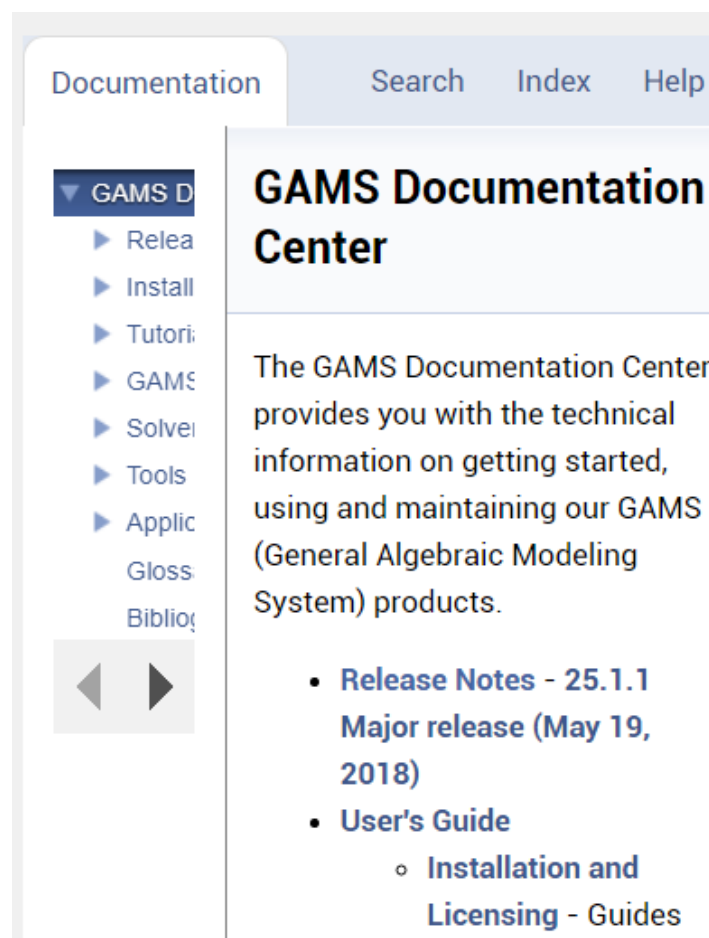 Documentation
Search
Index
Help
GAMS D
Relea
Install
Tutori
GAMS
Solve
Tools
Applic
Gloss
Bibliog
GAMS Documentation
Center
The GAMS Documentation Center
provides you with the technical
information on getting started,
using and maintaining our GAMS
(General Algebraic Modeling
System) products.
Release Notes - 25.1.1
Major release (May 19,
2018)
User's Guide
Installation and
Licensing - Guides